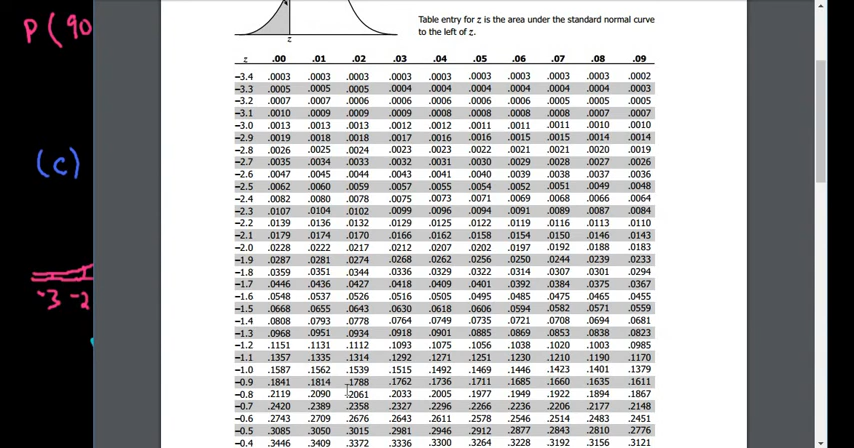 P(90
(C)
-3 -2
Table entry for z is the area under the standard normal curve
to the left of z.
z
z .00 .01 .02 .03 .04 .05 .06 .07 .08 .09
−3.4 .0003 .0003 .0003 .0003 .0003 .0003 .0003 .0003 .0003 .0002
−3.3 .0005 .0005 .0005 .0004 .0004 .0004 .0004 .0004 .0004 .0003
−3.2 .0007 .0007 .0006 .0006 .0006 .0006 .0006 .0005 .0005 .0005
−3.1 .0010 .0009 .0009 .0009 .0008 .0008 .0008 .0008 .0007 .0007
−3.0 .0013 .0013 .0013 .0012 .0012 .0011 .0011 .0011 .0010 .0010
−2.9 .0019 .0018 .0018 .0017 .0016 .0016 .0015 .0015 .0014 .0014
−2.8 .0026 .0025 .0024 .0023 .0023 .0022 .0021 .0021 .0020 .0019
−2.7 .0035 .0034 .0033 .0032 .0031 .0030 .0029 .0028 .0027 .0026
−2.6 .0047 .0045 .0044 .0043 .0041 .0040 .0039 .0038 .0037 .0036
−2.5 .0062 .0060 .0059 .0057 .0055 .0054 .0052 .0051 .0049 .0048
−2.4 .0082 .0080 .0078 .0075 .0073 .0071 .0069 .0068 .0066 .0064
−2.3 .0107 .0104 .0102 .0099 .0096 .0094 .0091 .0089 .0087 .0084
−2.2 .0139 .0136 .0132 .0129 .0125 .0122 .0119 .0116 .0113 .0110
−2.1 .0179 .0174 .0170 .0166 .0162 .0158 .0154 .0150 .0146 .0143
−2.0 .0228 .0222 .0217 .0212 .0207 .0202 .0197 .0192 .0188 .0183
−1.9 .0287 .0281 .0274 .0268 .0262 .0256 .0250 .0244 .0239 .0233
−1.8 .0359 .0351 .0344 .0336 .0329 .0322 .0314 .0307 .0301 .0294
−1.7 .0446 .0436 .0427 .0418 .0409 .0401 .0392 .0384 .0375 .0367
−1.6 .0548 .0537 .0526 .0516 .0505 .0495 .0485 .0475 .0465 .0455
−1.5 .0668 .0655 .0643 .0630 .0618 .0606 .0594 .0582 .0571 .0559
−1.4 .0808 .0793 .0778 .0764 .0749 .0735 .0721 .0708 .0694 .0681
−1.3 .0968 .0951 .0934 .0918 .0901 .0885 .0869 .0853 .0838 .0823
−1.2 .1151 .1131 .1112 .1093 .1075 .1056 .1038 .1020 .1003 .0985
−1.1 .1357 .1335 .1314 .1292 .1271 .1251 .1230 .1210 .1190 .1170
−1.0 .1587 .1562 .1539 .1515 .1492 .1469 .1446 .1423 .1401 .1379
−0.9 .1841 .1814 .1788 .1762 .1736 .1711 .1685 .1660 .1635 .1611
−0.8 .2119 .2090 .2061 .2033 .2005 .1977 .1949 .1922 .1894 .1867
−0.7 .2420 .2389 .2358 .2327 .2296 .2266 .2236 .2206 .2177 .2148
−0.6 .2743 .2709 .2676 .2643 .2611 .2578 .2546 .2514 .2483 .2451
−0.5 .3085 .3050 .3015 .2981 .2946 .2912 .2877 .2843 .2810 .2776
−0.4 .3446 .3409 .3372 .3336 .3300 .3264 .3228 .3192 .3156 .3121